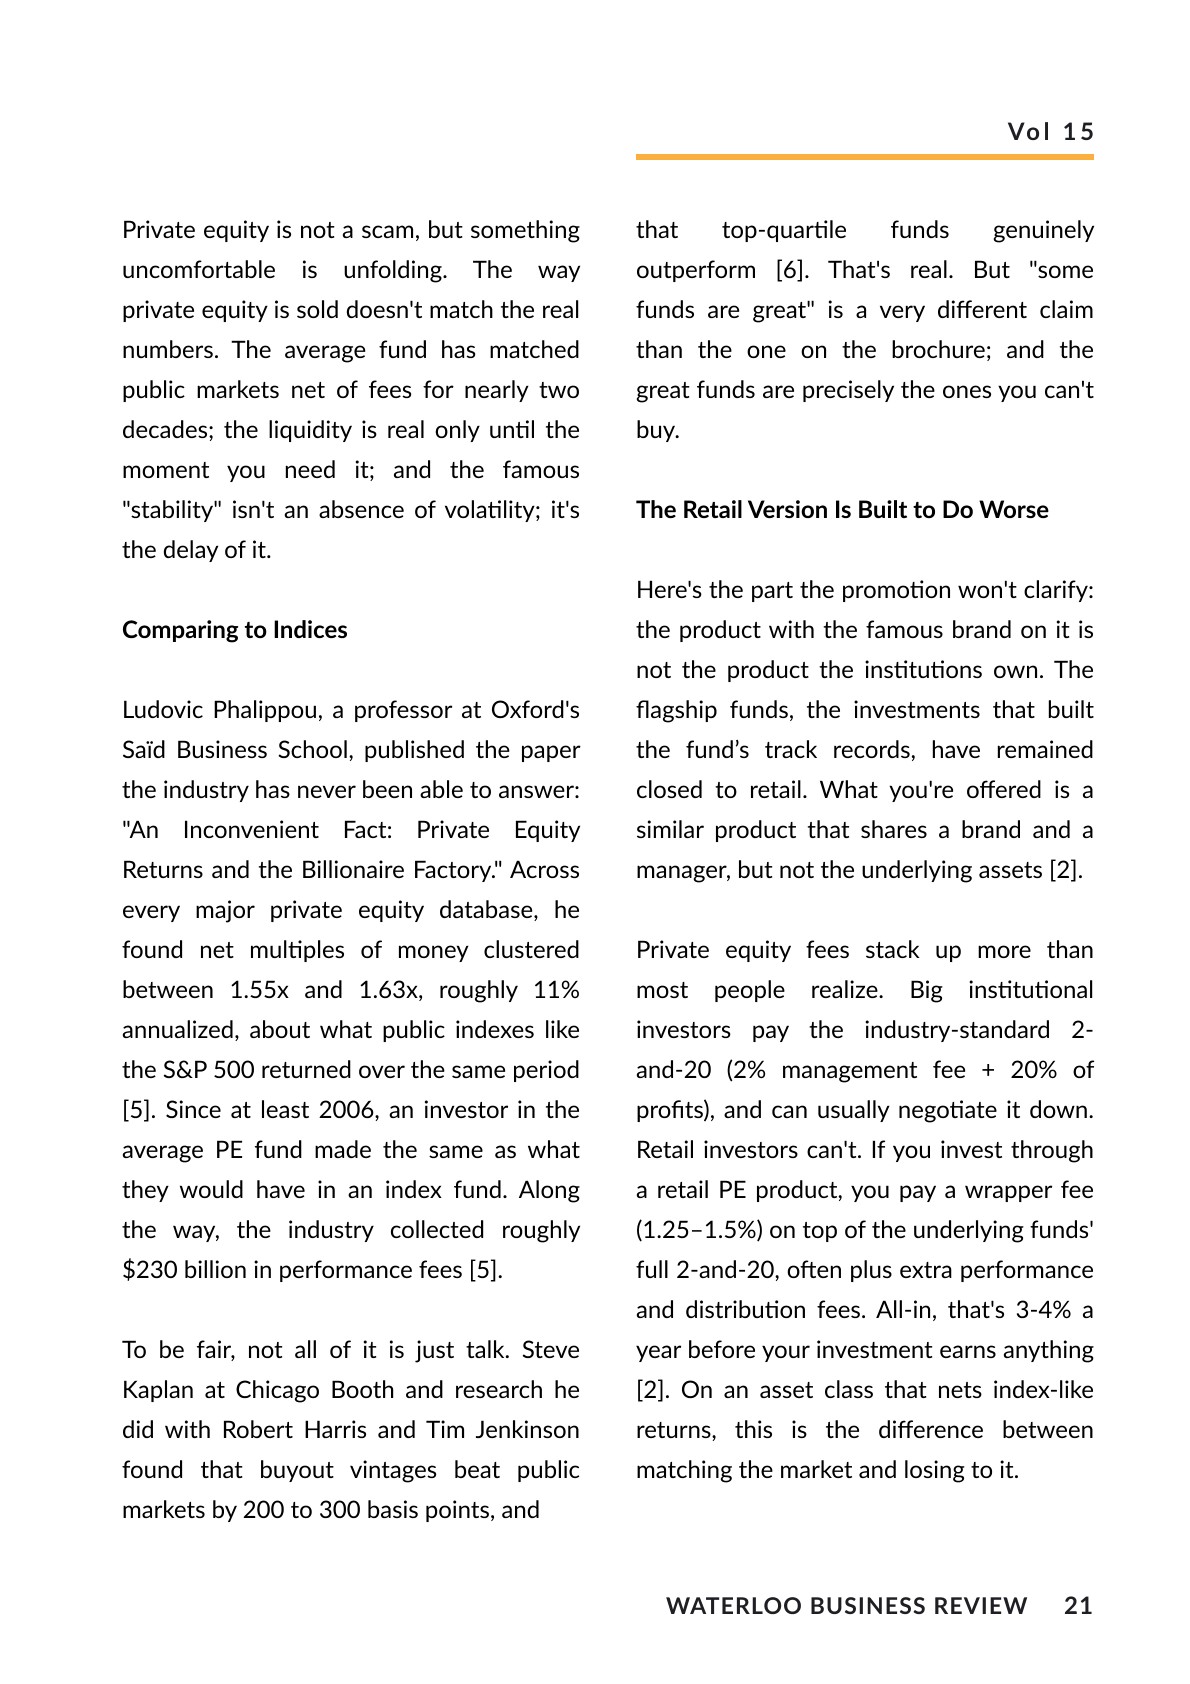 Vol 15
Private equity is not a scam, but something
uncomfortable is unfolding. The way
private equity is sold doesn't match the real
numbers. The average fund has matched
public markets net of fees for nearly two
decades; the liquidity is real only until the
moment you need it; and the famous
"stability" isn't an absence of volatility; it's
the delay of it.
Comparing to Indices
Ludovic Phalippou, a professor at Oxford's
Saïd Business School, published the paper
the industry has never been able to answer:
"An Inconvenient Fact: Private Equity
Returns and the Billionaire Factory." Across
every major private equity database, he
found net multiples of money clustered
between 1.55x and 1.63x, roughly 11%
annualized, about what public indexes like
the S&P 500 returned over the same period
[5]. Since at least 2006, an investor in the
average PE fund made the same as what
they would have in an index fund. Along
the way, the industry collected roughly
$230 billion in performance fees [5].
To be fair, not all of it is just talk. Steve
Kaplan at Chicago Booth and research he
did with Robert Harris and Tim Jenkinson
found that buyout vintages beat public
markets by 200 to 300 basis points, and
that top-quartile funds genuinely
outperform [6]. That's real. But "some
funds are great" is a very different claim
than the one on the brochure; and the
great funds are precisely the ones you can't
buy.
The Retail Version Is Built to Do Worse
Here's the part the promotion won't clarify:
the product with the famous brand on it is
not the product the institutions own. The
flagship funds, the investments that built
the fund’s track records, have remained
closed to retail. What you're offered is a
similar product that shares a brand and a
manager, but not the underlying assets [2].
Private equity fees stack up more than
most people realize. Big institutional
investors pay the industry-standard 2-
and-20 (2% management fee + 20% of
profits), and can usually negotiate it down.
Retail investors can't. If you invest through
a retail PE product, you pay a wrapper fee
(1.25–1.5%) on top of the underlying funds'
full 2-and-20, often plus extra performance
and distribution fees. All-in, that's 3-4% a
year before your investment earns anything
[2]. On an asset class that nets index-like
returns, this is the difference between
matching the market and losing to it.
WATERLOO BUSINESS REVIEW 21